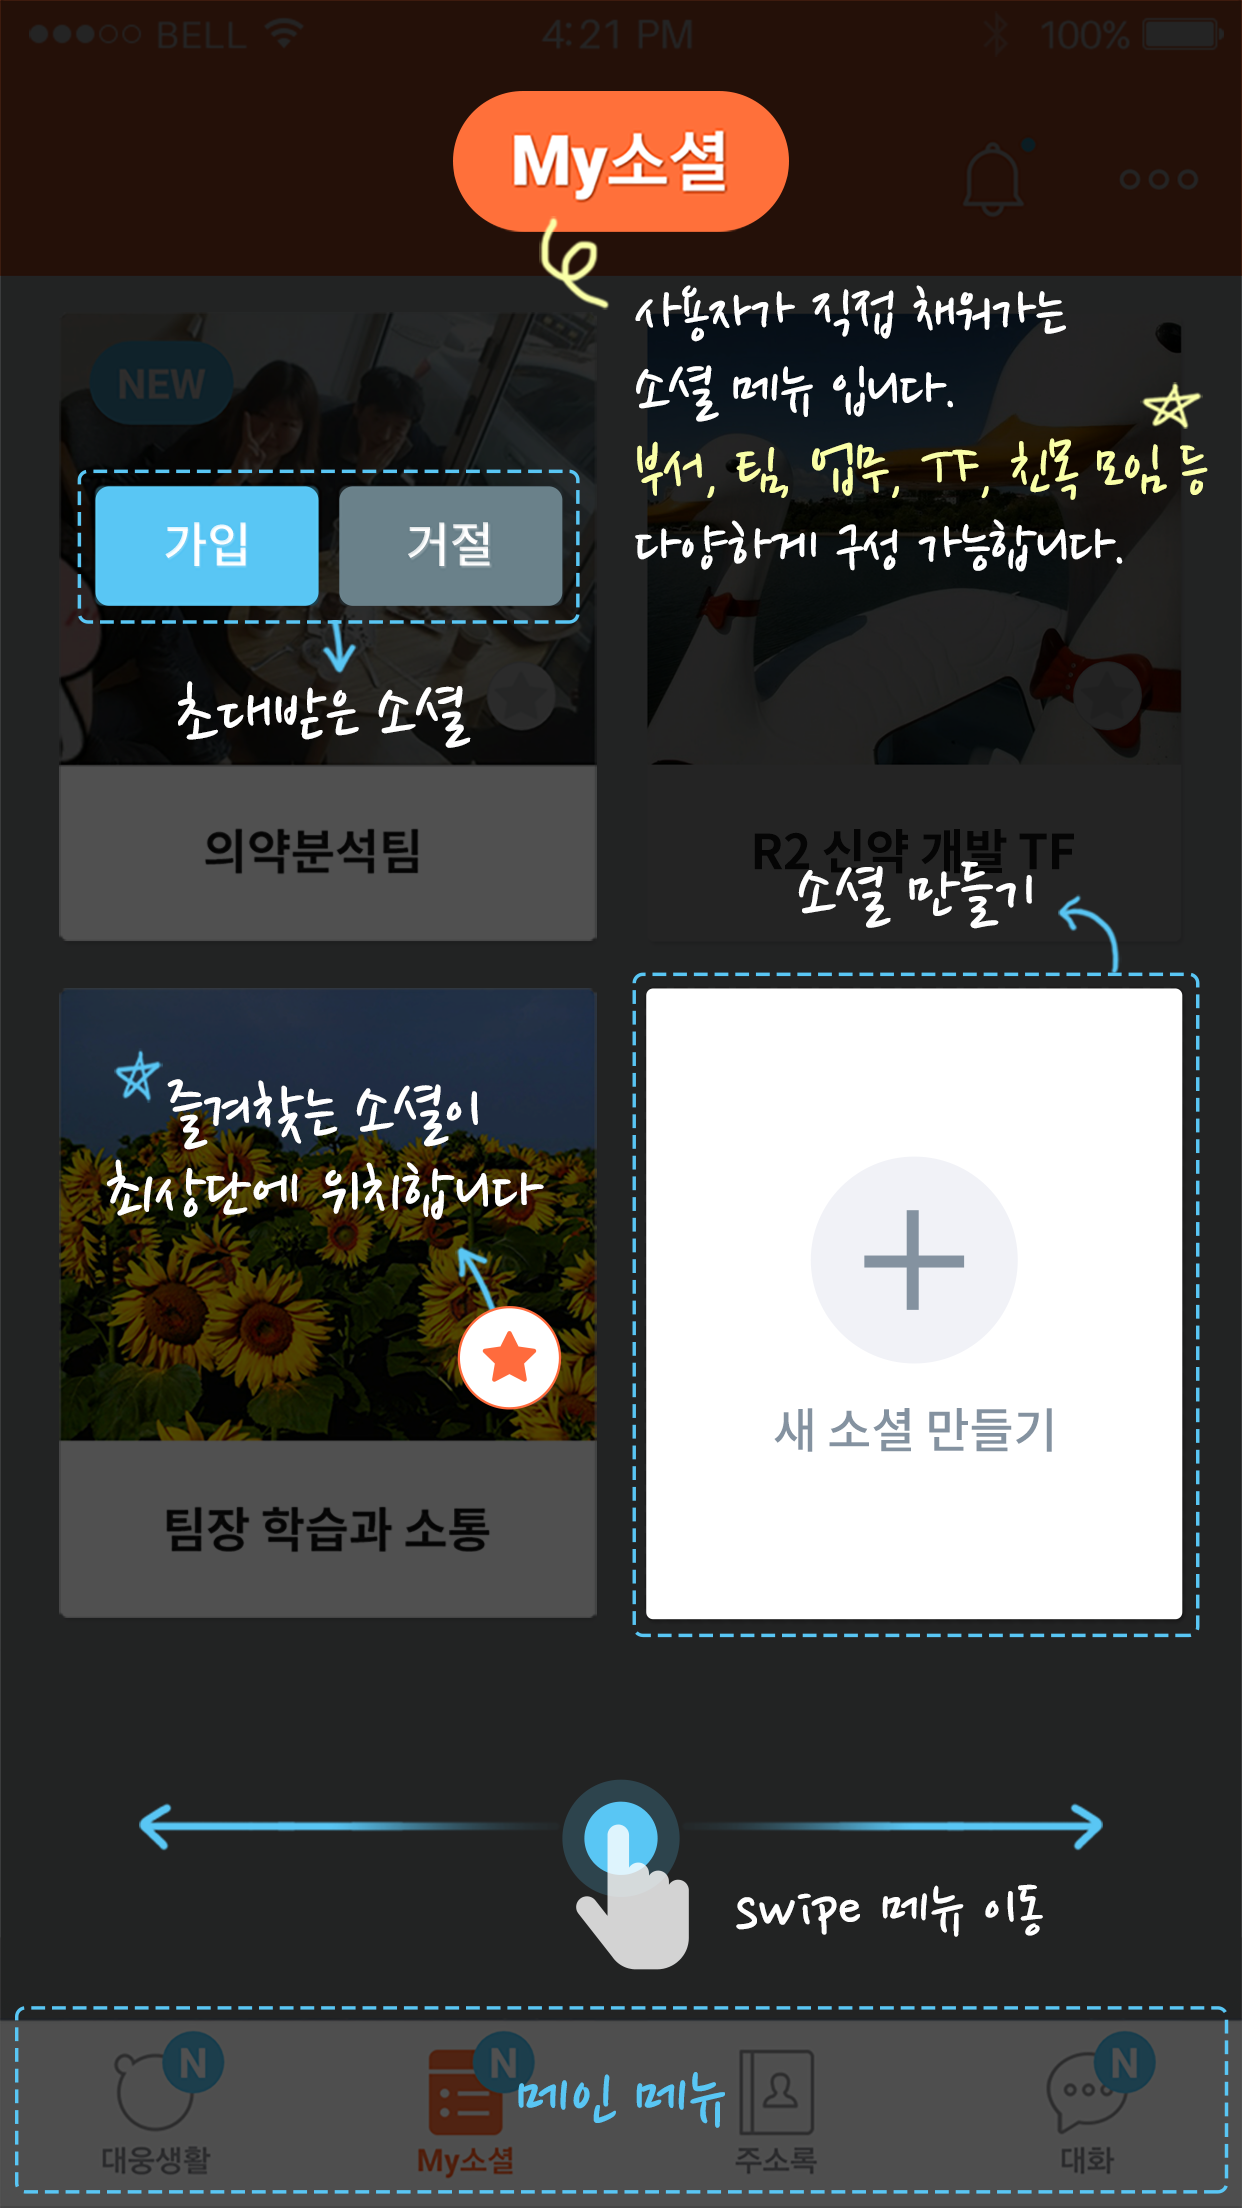 BELL 4:21 PM 100%
My소셜
사용자가 직접 채워가는
소셜 메뉴 입니다.
부서, 팀, 업무, TF, 친목 모임 등
다양하게 구성 가능합니다.
NEW
가입 거절
초대받은 소셜
의약분석팀
R2 신약 개발 TF
소셜 만들기
즐겨찾는 소셜이
최상단에 위치합니다
팀장 학습과 소통
새 소셜 만들기
swipe 메뉴 이동
N N N
메인 메뉴
대웅생활 My소셜 주소록 대화